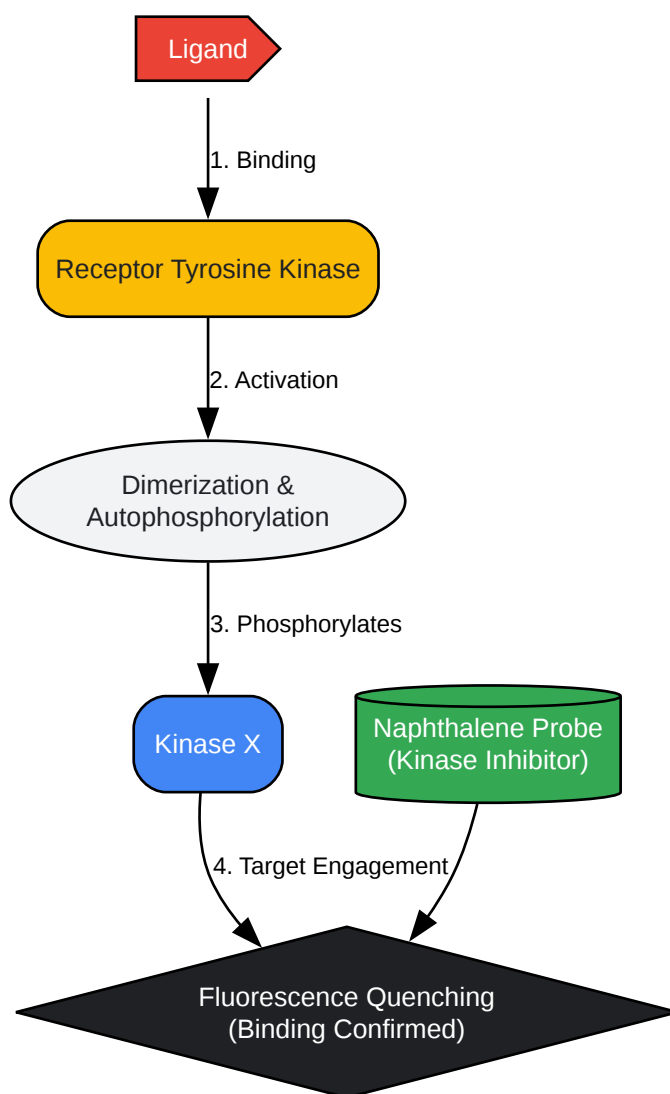 Ligand
1. Binding
Receptor Tyrosine Kinase
2. Activation
Dimerization &
Autophosphorylation
3. Phosphorylates
Kinase X
Naphthalene Probe
(Kinase Inhibitor)
4. Target Engagement
Fluorescence Quenching
(Binding Confirmed)